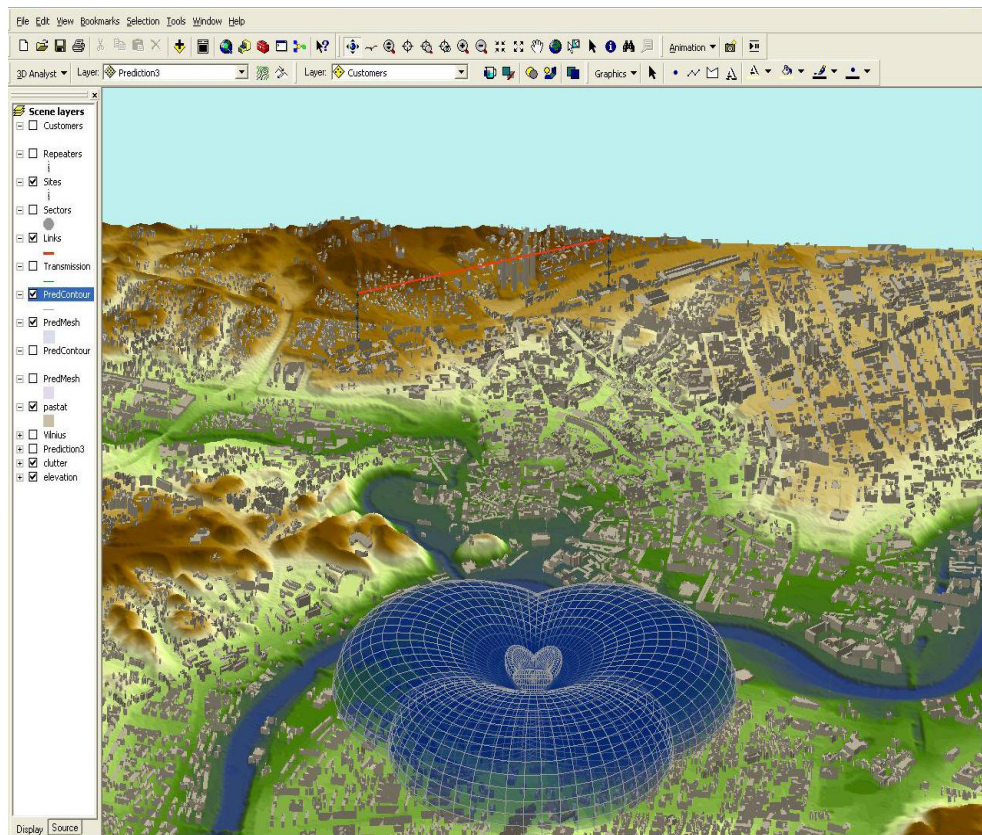 File Edit View Bookmarks Selection Tools Window Help
Animation
3D Analyst Layer: Prediction3 Layer: Customers Graphics
Scene layers
Customers
Repeaters
Sites
Sectors
Links
Transmission
PredContour
PredMesh
PredContour
PredMesh
pastat
Vilnius
Prediction3
clutter
elevation
Display Source